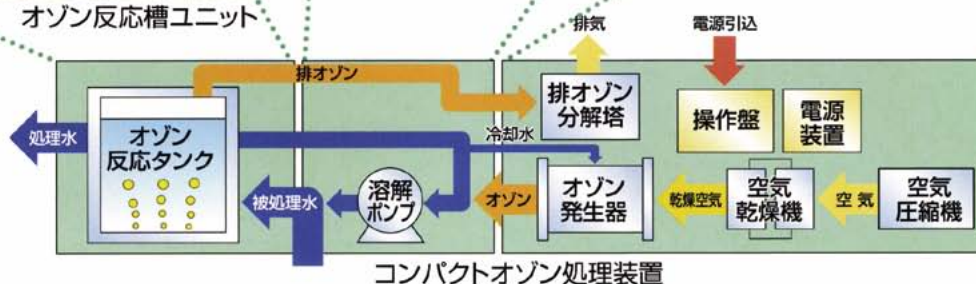 オゾン反応槽ユニット
排気
電源引込
排オゾン
排オゾン
分解塔
操作盤
電源
装置
処理水
オゾン
反応タンク
冷却水
被処理水
溶解
ポンプ
オゾン
オゾン
発生器
乾燥空気
空気
乾燥機
空気
空気
圧縮機
コンパクトオゾン処理装置